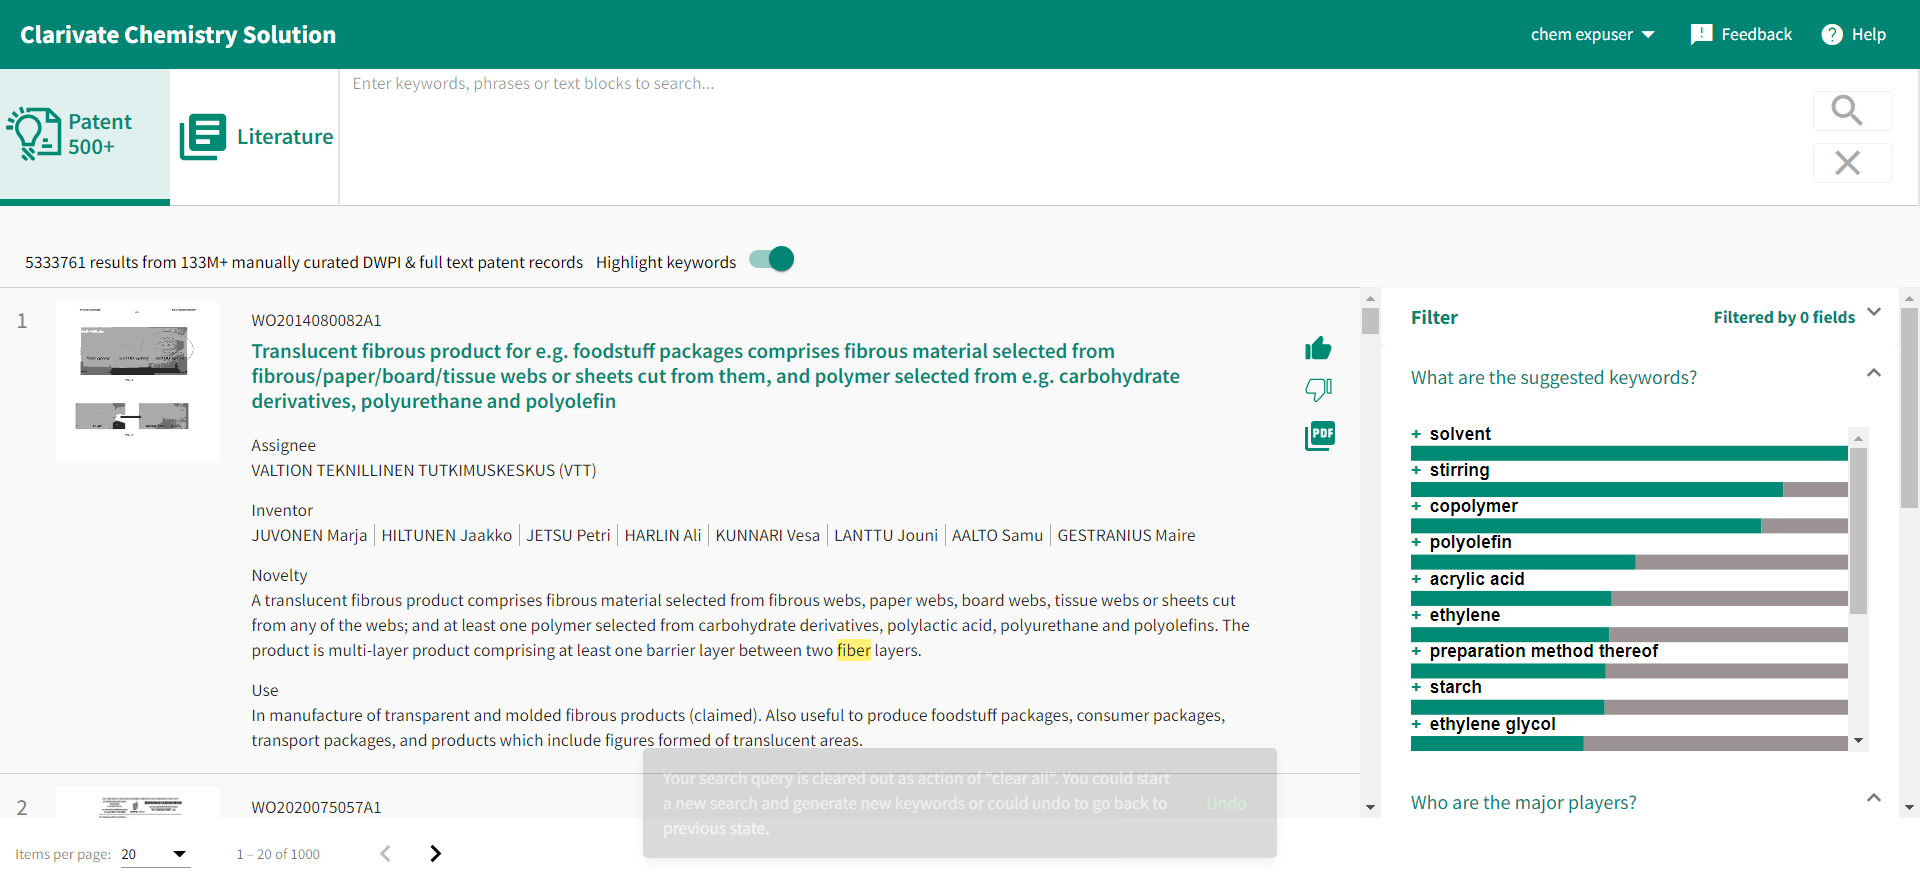 Clarivate Chemistry Solution
chem expuser
Feedback
Help
Patent
500+
Literature
Enter keywords, phrases or text blocks to search...
5333761 results from 133M+ manually curated DWPI & full text patent records
Highlight keywords
1
WO2014080082A1
Translucent fibrous product for e.g. foodstuff packages comprises fibrous material selected from
fibrous/paper/board/tissue webs or sheets cut from them, and polymer selected from e.g. carbohydrate
derivatives, polyurethane and polyolefin
PDF
Assignee
VALTION TEKNILLINEN TUTKIMUSKESKUS (VTT)
Inventor
JUVONEN Marja | HILTUNEN Jaakko | JETSU Petri | HARLIN Ali | KUNNARI Vesa | LANTTU Jouni | AALTO Samu | GESTRANIUS Maire
Novelty
A translucent fibrous product comprises fibrous material selected from fibrous webs, paper webs, board webs, tissue webs or sheets cut
from any of the webs; and at least one polymer selected from carbohydrate derivatives, polylactic acid, polyurethane and polyolefins. The
product is multi-layer product comprising at least one barrier layer between two fiber layers.
Use
In manufacture of transparent and molded fibrous products (claimed). Also useful to produce foodstuff packages, consumer packages,
transport packages, and products which include figures formed of translucent areas.
2
WO2020075057A1
Filter
Filtered by 0 fields
What are the suggested keywords?
+ solvent
+ stirring
+ copolymer
+ polyolefin
+ acrylic acid
+ ethylene
+ preparation method thereof
+ starch
+ ethylene glycol
Who are the major players?
Your search query is cleared out as action of "clear all". You could start
a new search and generate new keywords or could undo to go back to
previous state.
Undo
Items per page: 20
1 – 20 of 1000